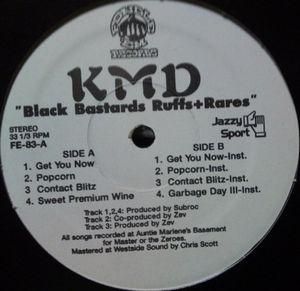 KMD
"Black Bastards Ruffs+Rares"
STEREO
33 1/3 RPM
FE-83-A
Jazzy
Sport
SIDE A
1. Get You Now
2. Popcorn
3 Contact Blitz
4. Sweet Premium Wine
SIDE B
1. Get You Now-Inst.
2. Popcorn-Inst.
3 Contact Blitz-Inst.
4. Garbage Day III-Inst.
Track 1,2,4: Produced by Subroc
Track 2: Co-produced by Zev
Track 3: Produced by Zev
All songs recorded at Auntie Marlene's Basement
for Master or the Zeroes.
Mastered at Westside Sound by Chris Scott